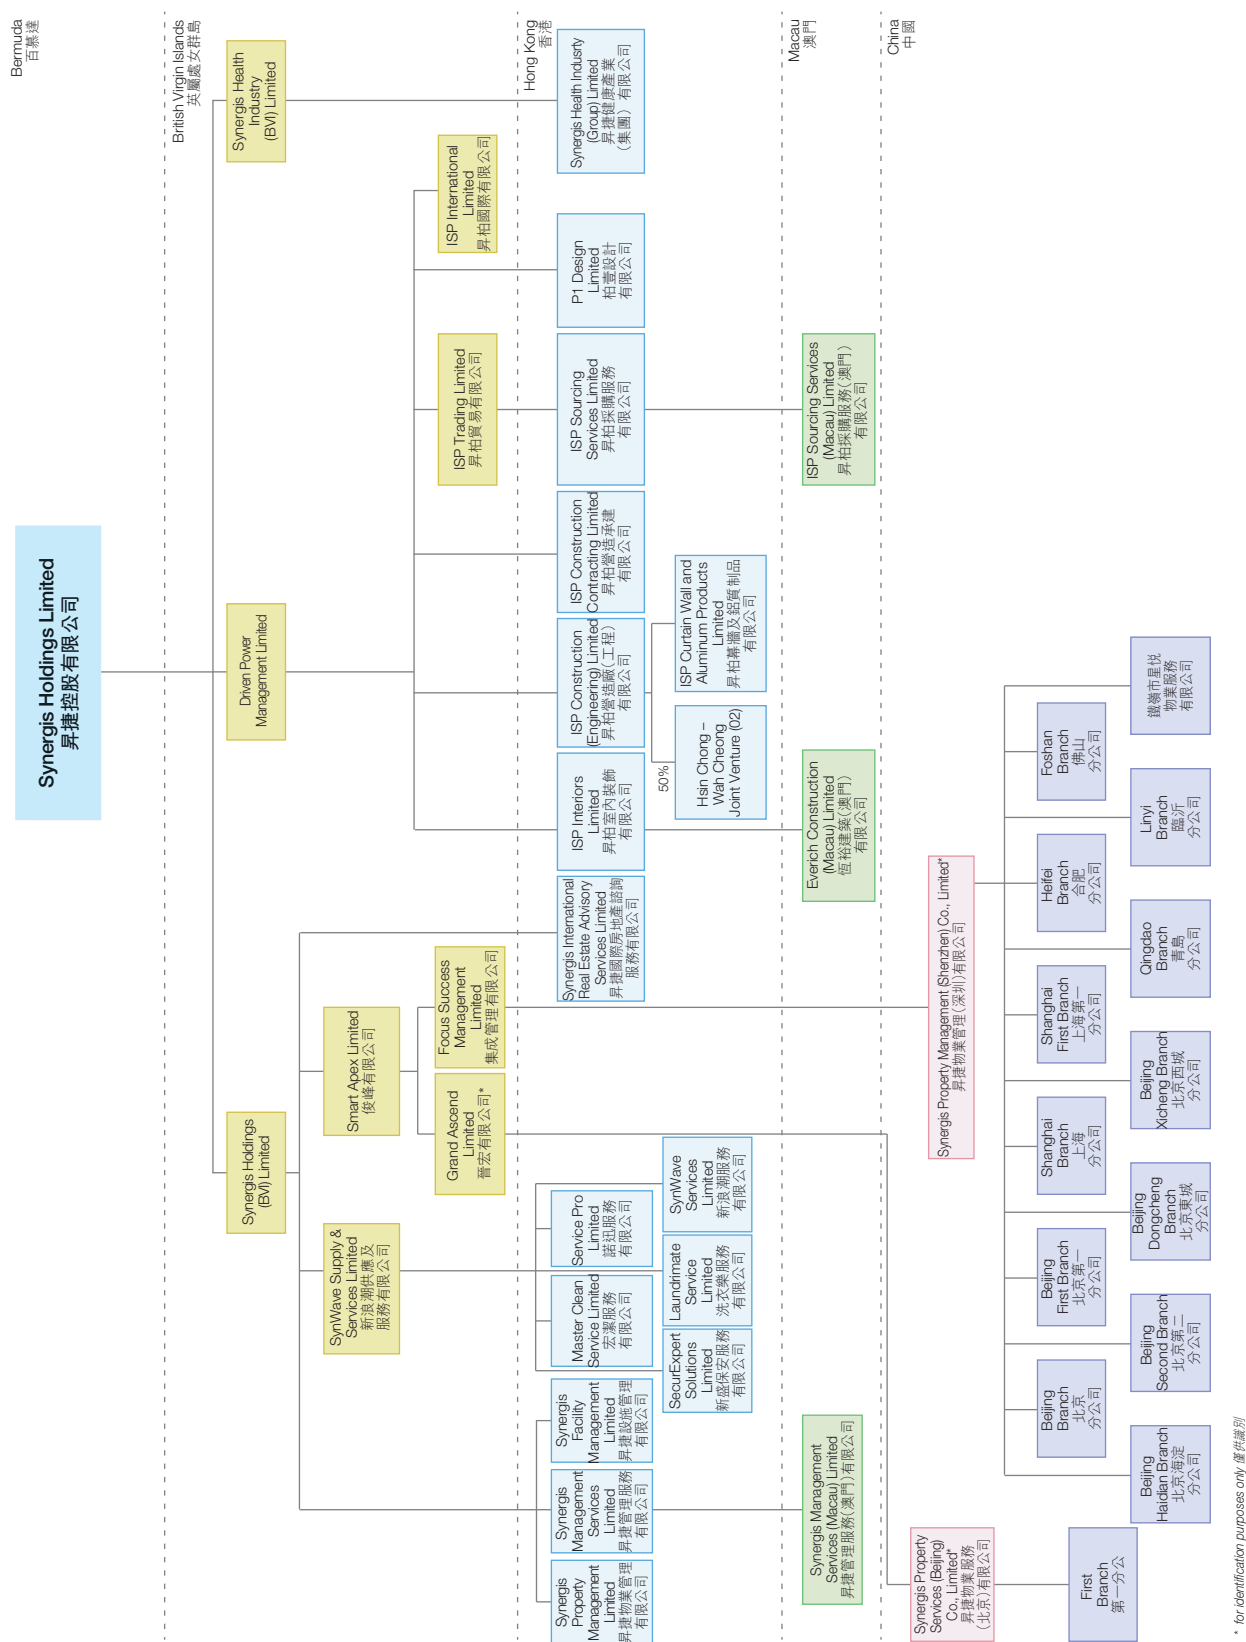 Synergis Holdings Limited
昇捷控股有限公司
Bermuda
百慕達
British Virgin Islands
英屬處女群島
Synergis Holdings
(BVI) Limited
Driven Power
Management Limited
Synergis Health
Industry
(BVI) Limited
SynWave Supply &
Services Limited
新浪潮供應及
服務有限公司
Smart Apex Limited
俊峰有限公司
Grand Ascend
Limited
晉宏有限公司*
Focus Success
Management
Limited
集成管理有限公司
ISP Trading Limited
昇柏貿易有限公司
ISP International
Limited
昇柏國際有限公司
Hong Kong
香港
Synergis
Property
Management
Limited
昇捷物業管理
有限公司
Synergis
Management
Services
Limited
昇捷管理服務
有限公司
Synergis
Facility
Management
Limited
昇捷設施管理
有限公司
Master Clean
Service Limited
宏潔服務
有限公司
Service Pro
Limited
諾迅服務
有限公司
Synergis International
Real Estate Advisory
Services Limited
昇捷國際房地產諮詢
服務有限公司
ISP Interiors
Limited
昇柏室內裝飾
有限公司
ISP Construction
(Engineering) Limited
昇柏營造廠(工程)
有限公司
ISP Construction
Contracting Limited
昇柏營造承建
有限公司
ISP Sourcing
Services Limited
昇柏採購服務
有限公司
P1 Design
Limited
柏壹設計
有限公司
Synergis Health Indusrty
(Group) Limited
昇捷健康產業
（集團）有限公司
SecurExpert
Solutions
Limited
新盛保安服務
有限公司
Laundrimate
Service
Limited
洗衣樂服務
有限公司
SynWave
Services
Limited
新浪潮服務
有限公司
50%
Hsin Chong –
Wah Cheong
Joint Venture (02)
ISP Curtain Wall and
Aluminum Products
Limited
昇柏幕牆及鋁質制品
有限公司
Macau
澳門
Synergis Management
Services (Macau) Limited
昇捷管理服務(澳門)有限公司
Everich Construction
(Macau) Limited
恆裕建築(澳門)
有限公司
ISP Sourcing Services
(Macau) Limited
昇柏採購服務(澳門)
有限公司
China
中國
Synergis Property
Services (Beijing)
Co., Limited*
昇捷物業服務
（北京）有限公司
Synergis Property Management (Shenzhen) Co., Limited*
昇捷物業管理(深圳)有限公司
First
Branch
第一分公
Beijing
Branch
北京
分公司
Beijing
First Branch
北京第一
分公司
Shanghai
Branch
上海
分公司
Shanghai
First Branch
上海第一
分公司
Heifei
Branch
合肥
分公司
Foshan
Branch
佛山
分公司
Beijing
Haidian Branch
北京海淀
分公司
Beijing
Second Branch
北京第二
分公司
Beijing
Dongcheng
Branch
北京東城
分公司
Beijing
Xicheng Branch
北京西城
分公司
Qingdao
Branch
青島
分公司
Linyi
Branch
臨沂
分公司
鐵嶺市星悦
物業服務
有限公司
* for identification purposes only 僅供識別